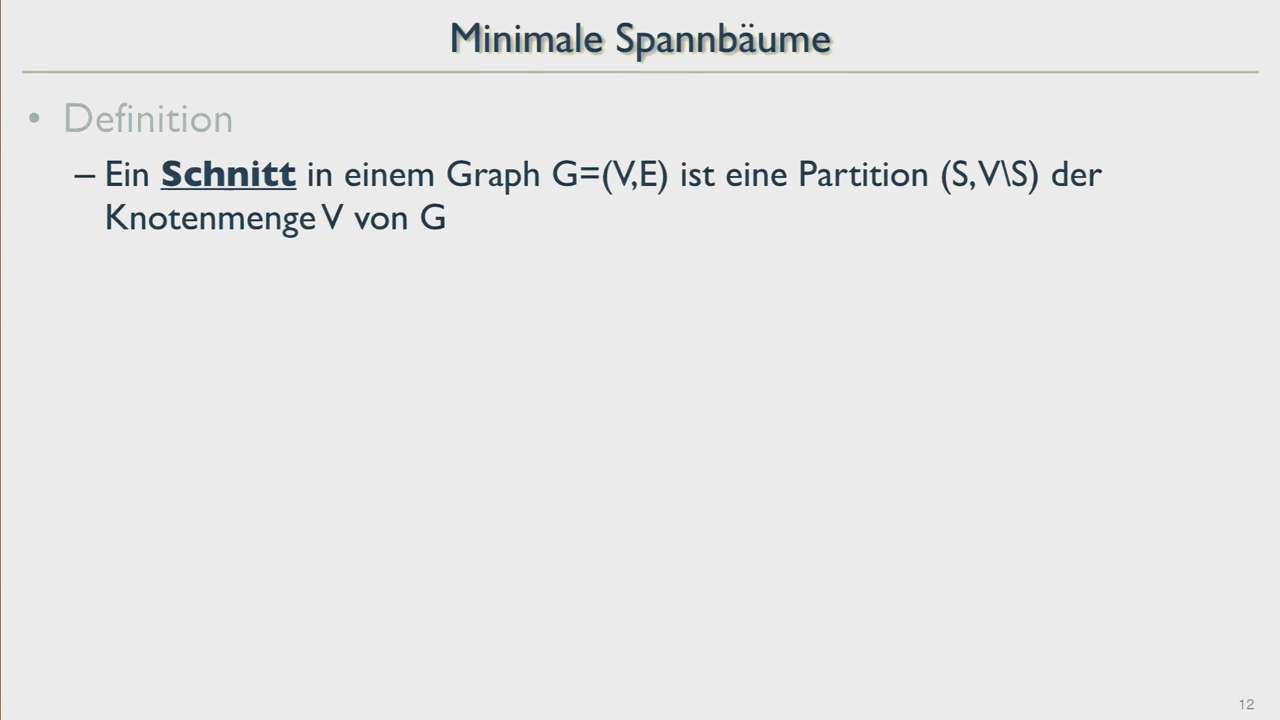 Minimale Spannbäume
• Definition
– Ein Schnitt in einem Graph G=(V,E) ist eine Partition (S,V\S) der
Knotenmenge V von G
12